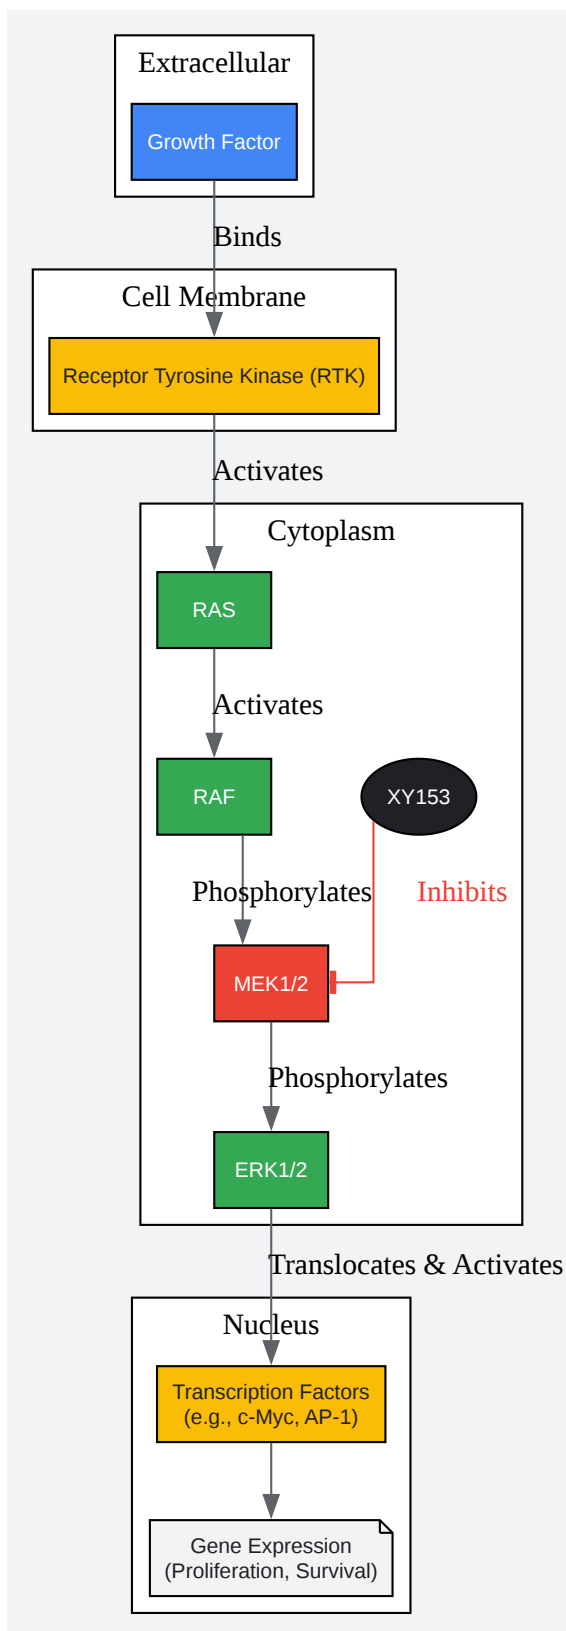 Extracellular
Growth Factor
Binds
Cell Membrane
Receptor Tyrosine Kinase (RTK)
Activates
Cytoplasm
RAS
Activates
RAF
XY153
Phosphorylates
Inhibits
MEK1/2
Phosphorylates
ERK1/2
Translocates & Activates
Nucleus
Transcription Factors
(e.g., c-Myc, AP-1)
Gene Expression
(Proliferation, Survival)